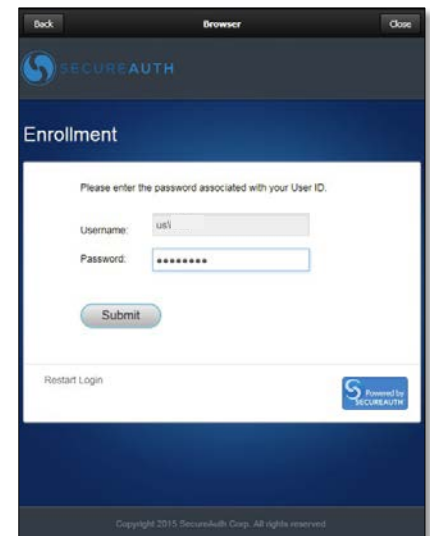 Back Browser Close
SECUREAUTH
Enrollment
Please enter the password associated with your User ID.
Username: us\i
Password: ●●●●●●●●
Submit
Restart Login
Powered by
SECUREAUTH
Copyright 2015 SecureAuth Corp. All rights reserved